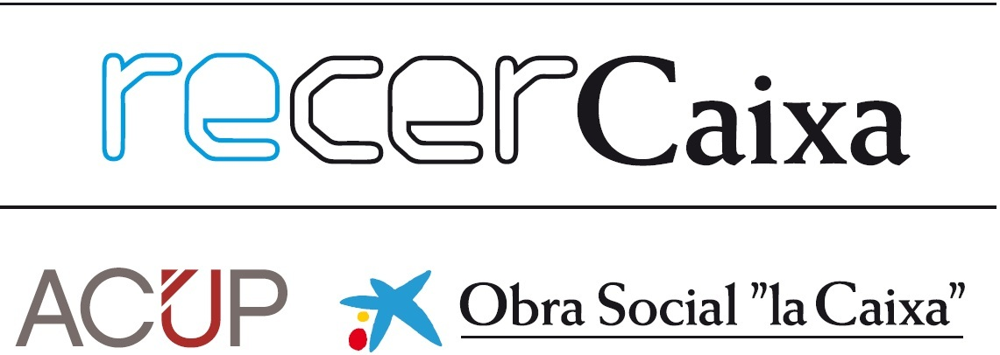 recerCaixa
ACUP
Obra Social "la Caixa"